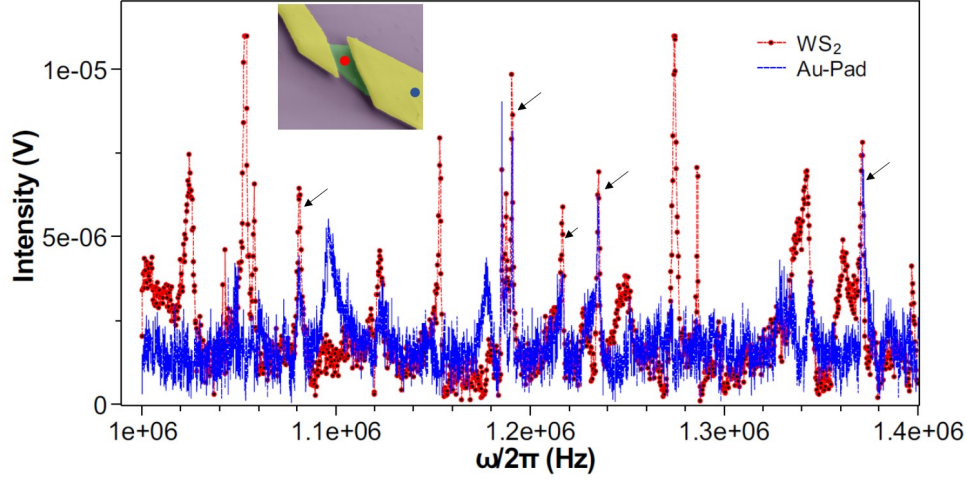 WS₂
Au-Pad
1e-05
5e-06
0
Intensity (V)
1e+06
1.1e+06
1.2e+06
1.3e+06
1.4e+06
ω/2π (Hz)